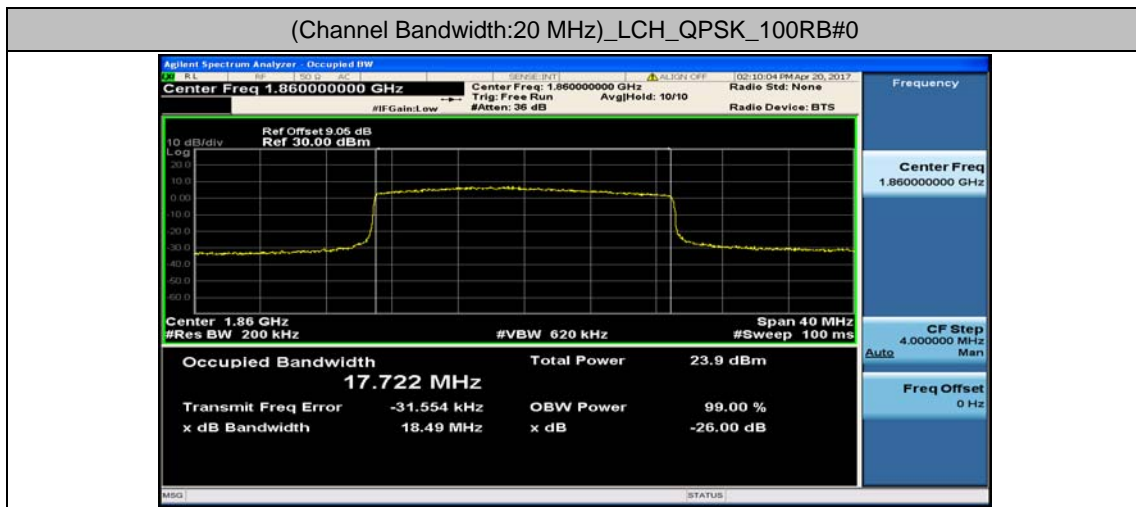 (Channel Bandwidth:20 MHz)_LCH_QPSK_100RB#0
Agilent Spectrum Analyzer - Occupied BW
RL RF 50 Ω AC SENSE:INT ALIGN OFF 02:10:04 PM Apr 20, 2017
Center Freq 1.860000000 GHz Center Freq: 1.860000000 GHz Radio Std: None
Trig: Free Run Avg|Hold: 10/10
#IFGain:Low #Atten: 36 dB Radio Device: BTS
Frequency
Ref Offset 9.05 dB
10 dB/div Ref 30.00 dBm
Log
20.0
10.0
0.00
-10.0
-20.0
-30.0
-40.0
-50.0
-60.0
Center Freq
1.860000000 GHz
Center 1.86 GHz Span 40 MHz
#Res BW 200 kHz #VBW 620 kHz #Sweep 100 ms
CF Step
4.000000 MHz
Auto Man
Freq Offset
0 Hz
Occupied Bandwidth Total Power 23.9 dBm
17.722 MHz
Transmit Freq Error -31.554 kHz OBW Power 99.00 %
x dB Bandwidth 18.49 MHz x dB -26.00 dB
MSG STATUS